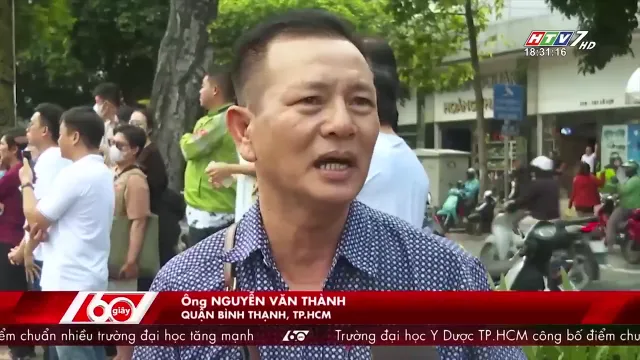 HTV7 HD
18:31:16
HOÀNG
Ông NGUYỄN VĂN THÀNH
60 giây
QUẬN BÌNH THẠNH, TP.HCM
ểm chuẩn nhiều trường đại học tăng mạnh | Trường đại học Y Dược TP.HCM công bố điểm chu